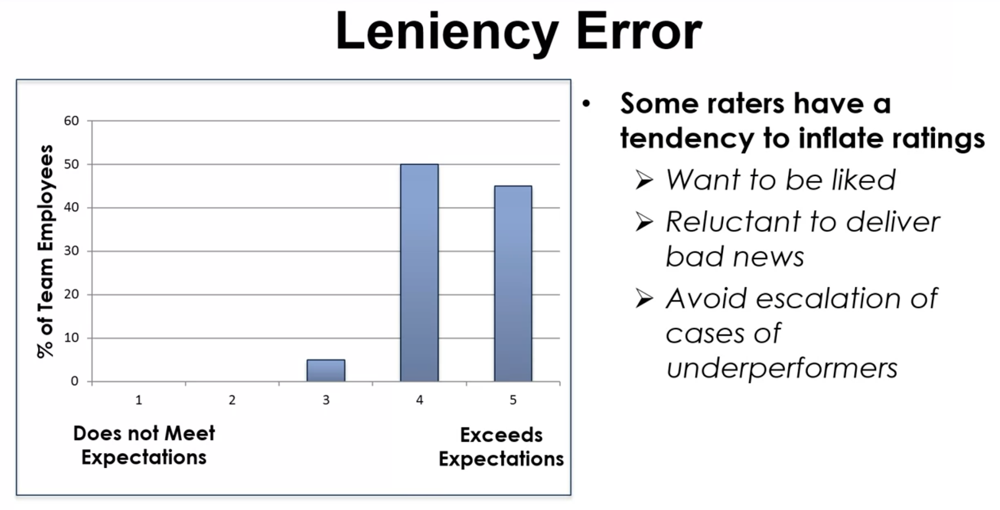 Leniency Error
60
50
40
30
20
10
0
% of Team Employees
1 2 3 4 5
Does not Meet
Expectations
Exceeds
Expectations
• Some raters have a
tendency to inflate ratings
➢ Want to be liked
➢ Reluctant to deliver
bad news
➢ Avoid escalation of
cases of
underperformers